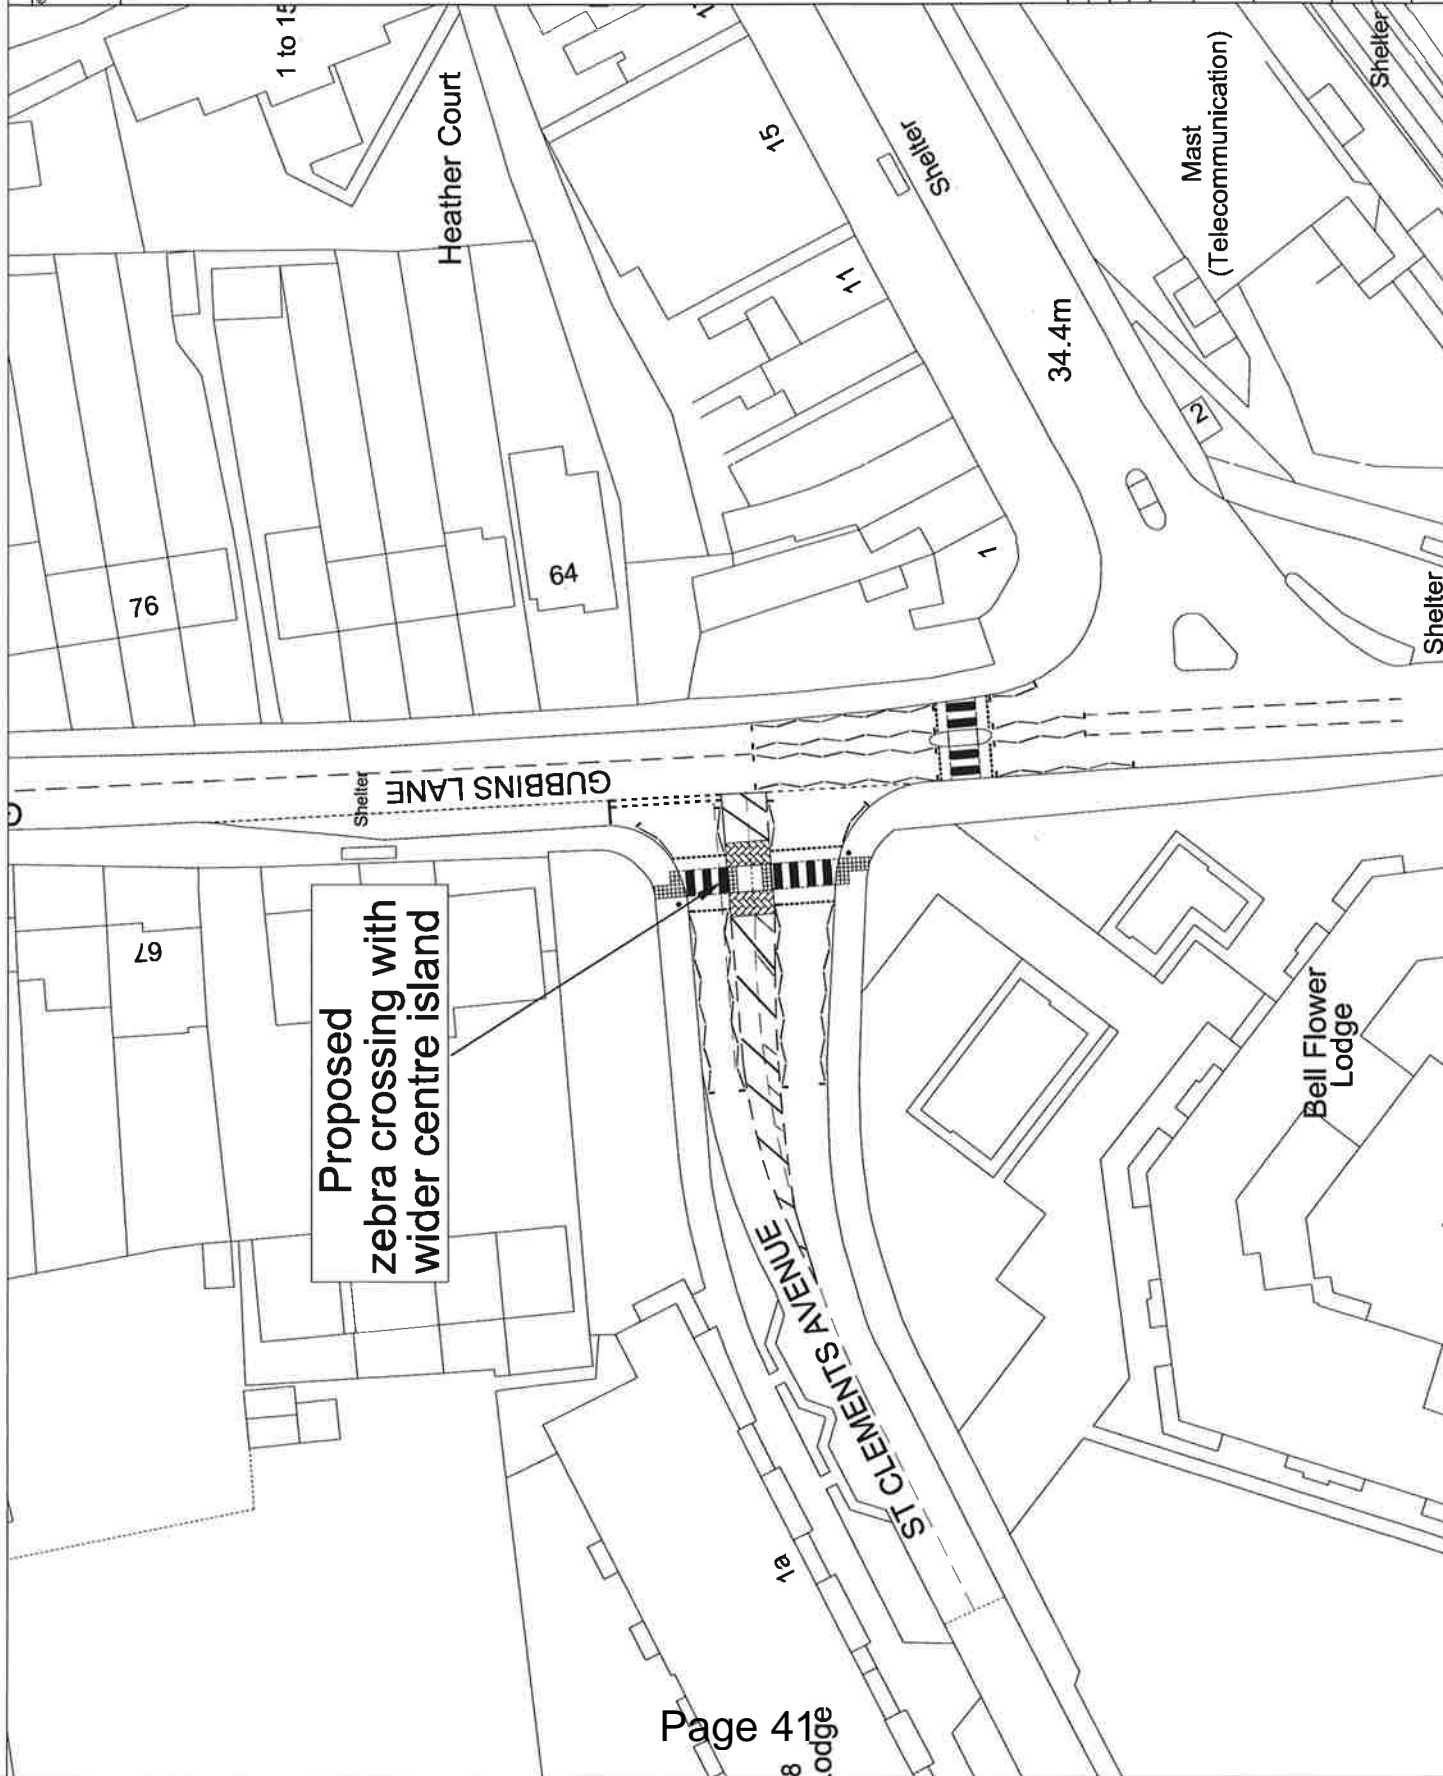 1 to 15
Heather Court
15
Shelter
Mast
(Telecommunication)
Shelter
11
34.4m
2
76
64
1
Shelter
GUBBINS LANE
Shelter
67
Proposed
zebra crossing with
wider centre island
Bell Flower
Lodge
ST CLEMENTS AVENUE
1a
Page 41
8